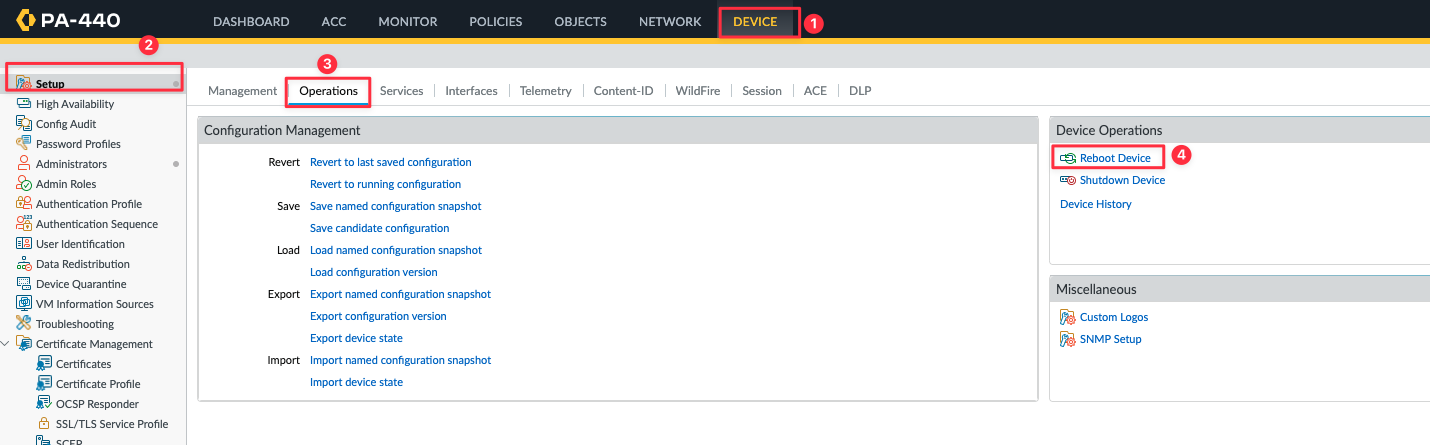 PA-440 DASHBOARD ACC MONITOR POLICIES OBJECTS NETWORK DEVICE 1
2
3
Setup
High Availability
Config Audit
Password Profiles
Administrators
Admin Roles
Authentication Profile
Authentication Sequence
User Identification
Data Redistribution
Device Quarantine
VM Information Sources
Troubleshooting
Certificate Management
Certificates
Certificate Profile
OCSP Responder
SSL/TLS Service Profile
SCEP
Management Operations Services Interfaces Telemetry Content-ID WildFire Session ACE DLP
Configuration Management
Revert Revert to last saved configuration
Revert to running configuration
Save Save named configuration snapshot
Save candidate configuration
Load Load named configuration snapshot
Load configuration version
Export Export named configuration snapshot
Export configuration version
Export device state
Import Import named configuration snapshot
Import device state
Device Operations
Reboot Device 4
Shutdown Device
Device History
Miscellaneous
Custom Logos
SNMP Setup